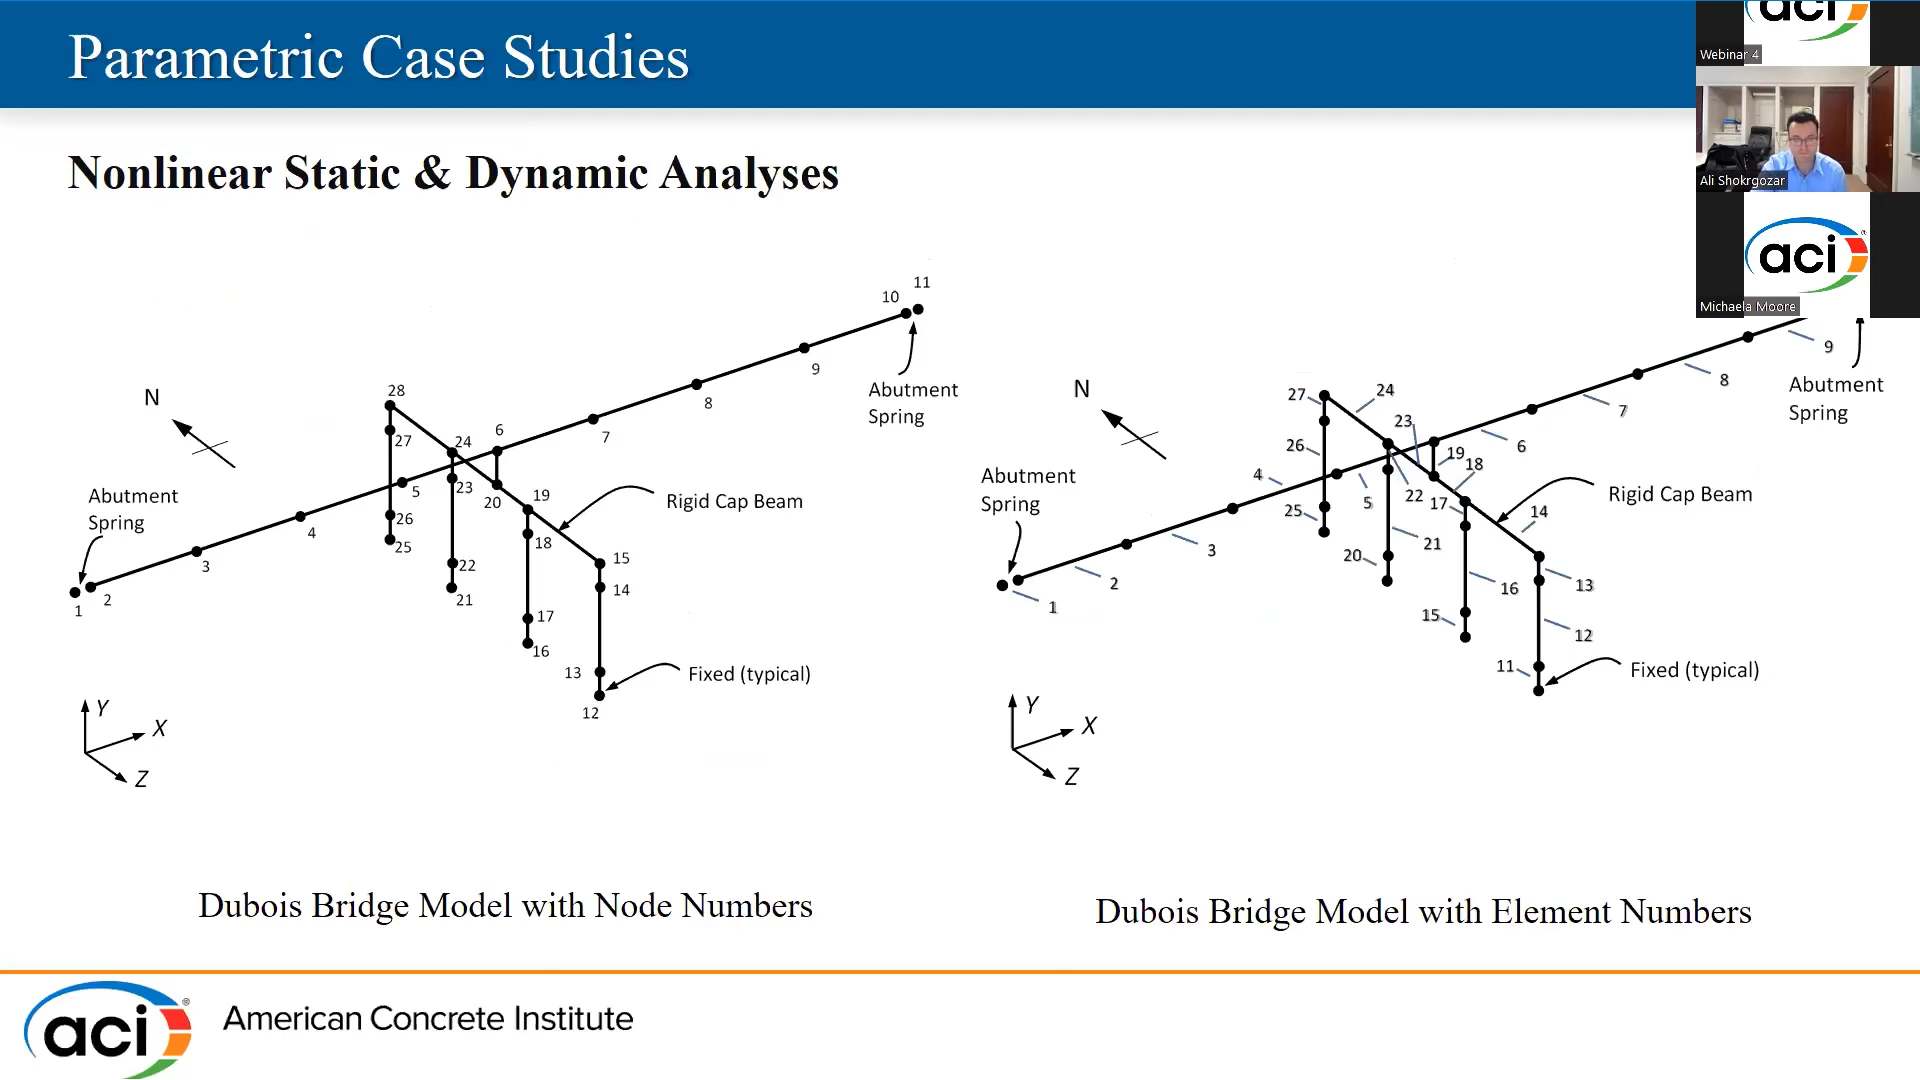 Parametric Case Studies
Nonlinear Static & Dynamic Analyses
aci
Webinar 4
Ali Shokrgozar
aci
®
Michaela Moore
N
Abutment
Spring
1
2
3
4
5
6
7
8
9
10
11
Abutment
Spring
28
27
26
25
24
23
22
21
20
19
18
17
16
15
14
13
12
Rigid Cap Beam
Fixed (typical)
Y
X
Z
Dubois Bridge Model with Node Numbers
N
Abutment
Spring
1
2
3
4
5
6
7
8
9
Abutment
Spring
27
26
25
24
23
22
21
20
19
18
17
16
15
14
13
12
11
Rigid Cap Beam
Fixed (typical)
Y
X
Z
Dubois Bridge Model with Element Numbers
aci
®
American Concrete Institute